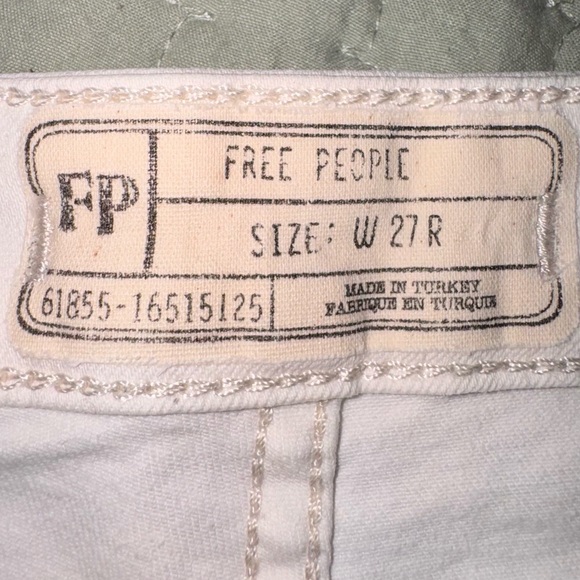 FP
FREE PEOPLE
SIZE: W 27 R
61855-16515125
MADE IN TURKEY
FABRIQUE EN TURQUIE